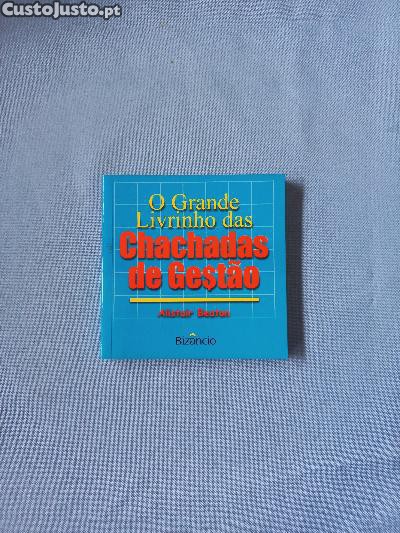 CustoJusto.pt
O Grande
Livrinho das
Chachadas
de Ge$tão
Alistair Beaton
Bizâncio